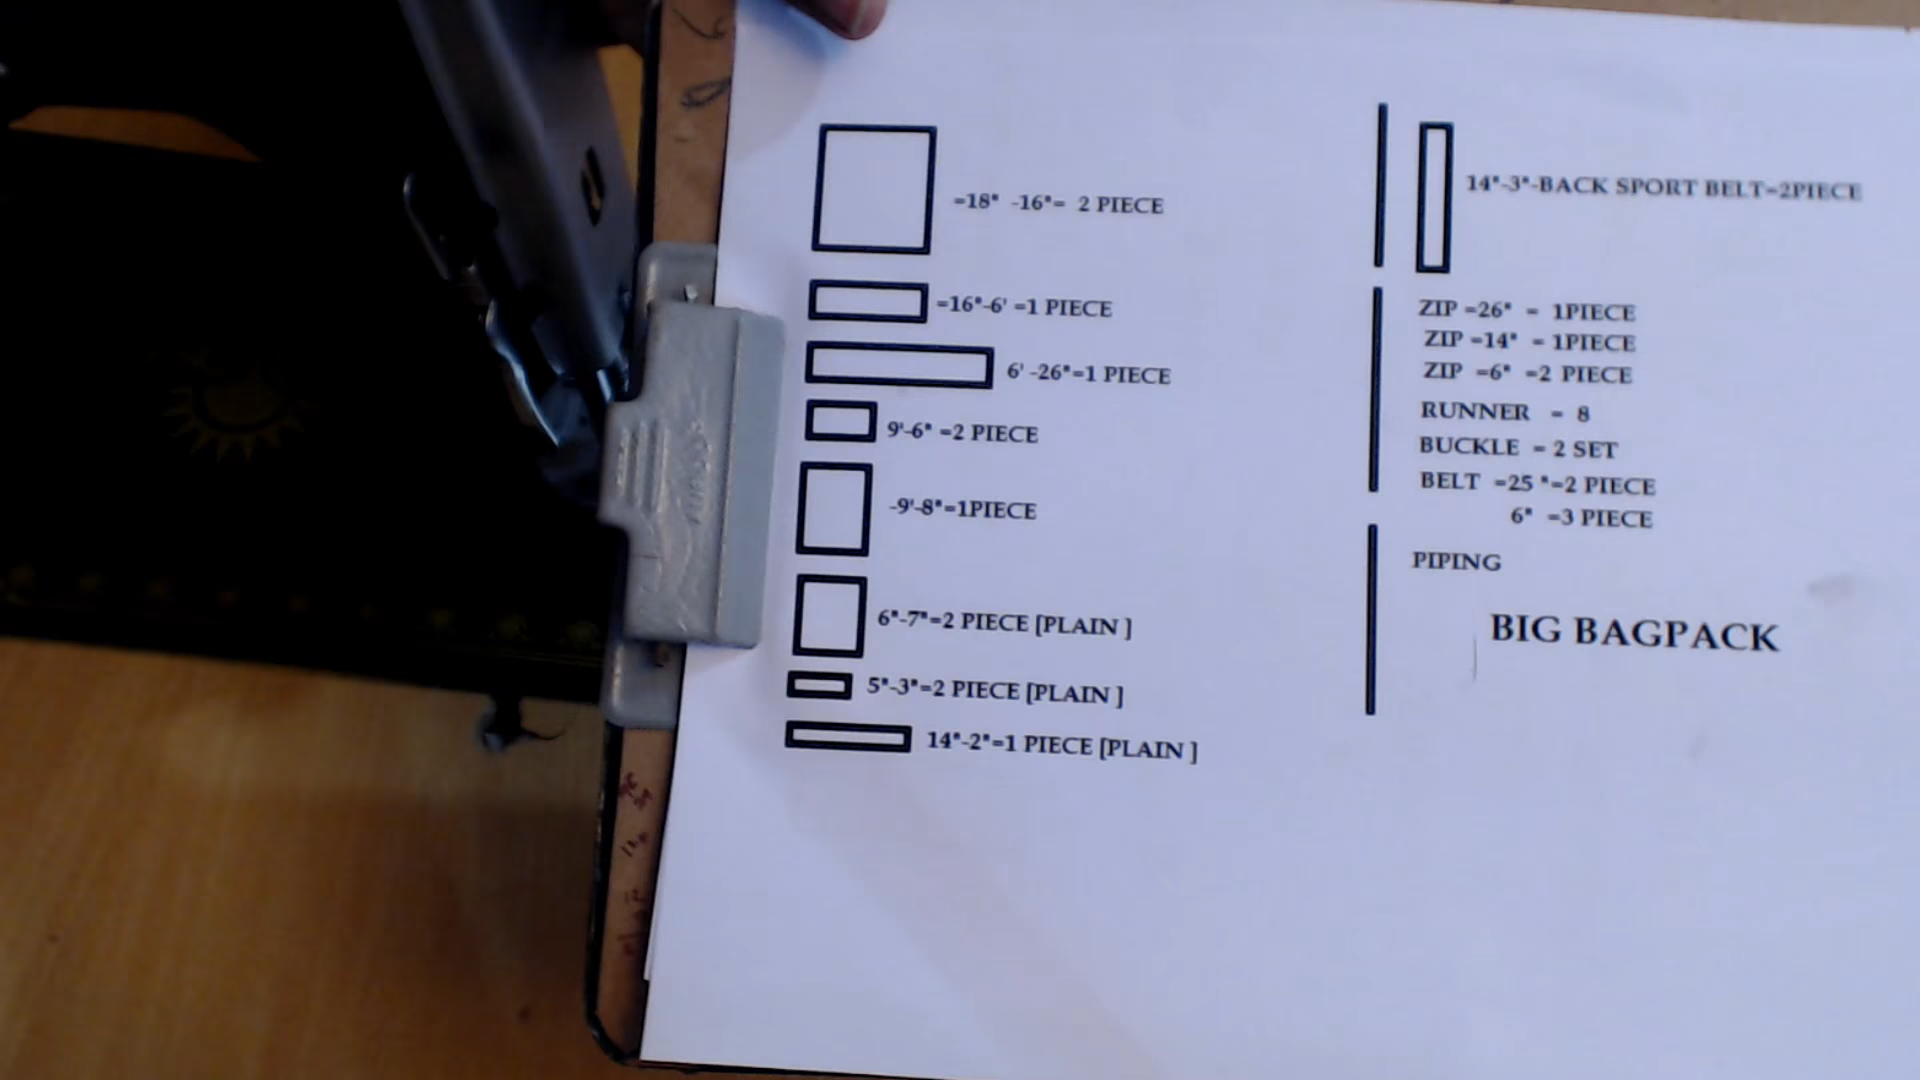 =18" -16"= 2 PIECE
=16"-6' =1 PIECE
6' -26"=1 PIECE
9'-6" =2 PIECE
-9'-8"=1PIECE
6"-7"=2 PIECE [PLAIN ]
5"-3"=2 PIECE [PLAIN ]
14"-2"=1 PIECE [PLAIN ]
14"-3"-BACK SPORT BELT=2PIECE
ZIP =26" = 1PIECE
ZIP =14" = 1PIECE
ZIP =6" =2 PIECE
RUNNER = 8
BUCKLE = 2 SET
BELT =25 "=2 PIECE
6" =3 PIECE
PIPING
BIG BAGPACK